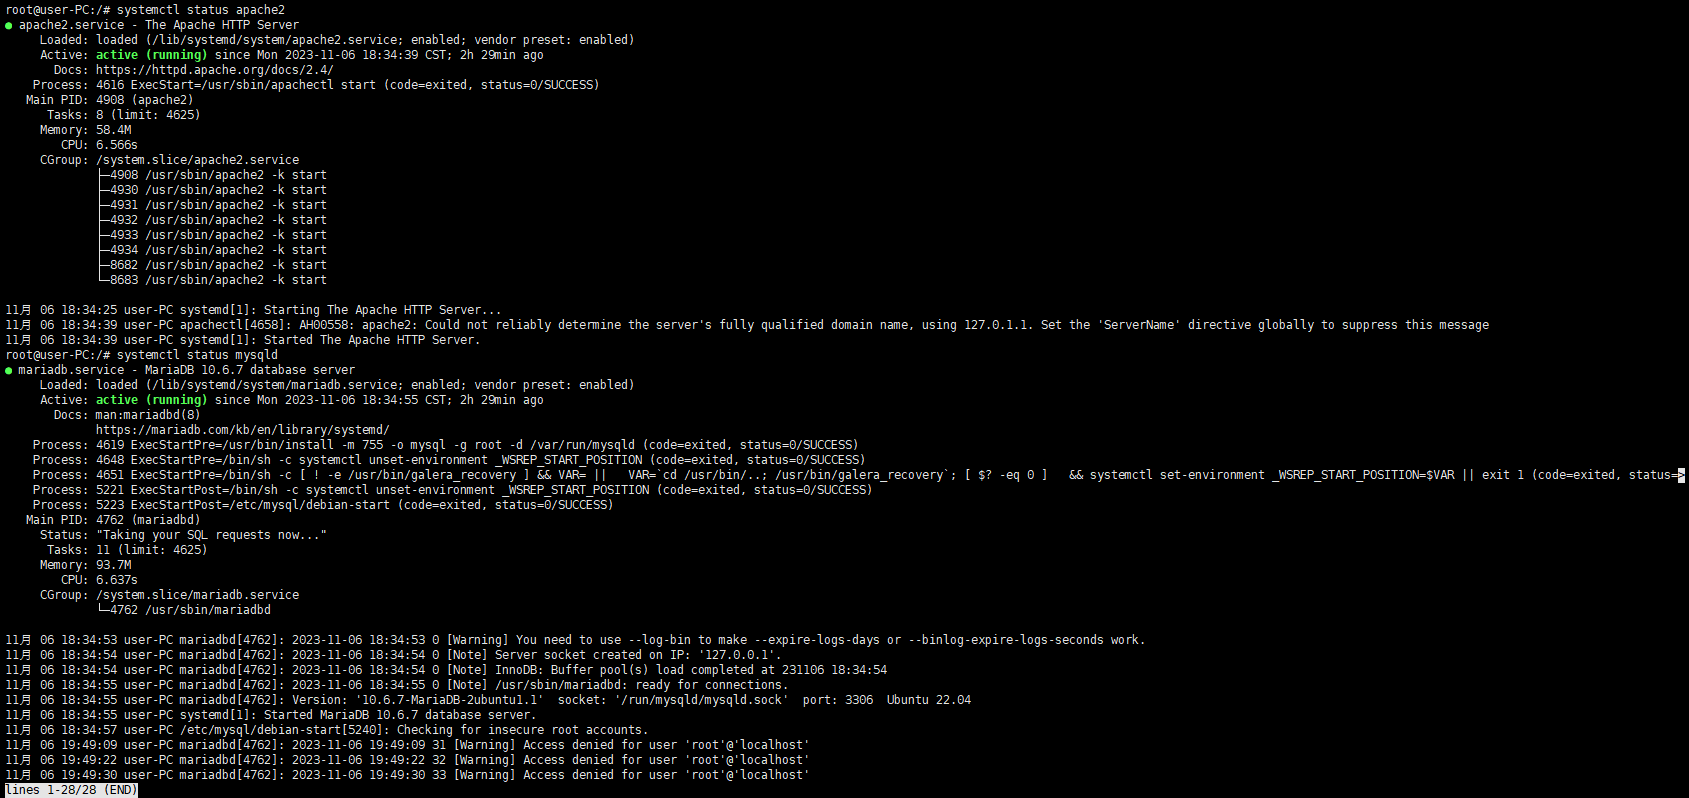 root@user-PC:/# systemctl status apache2
● apache2.service - The Apache HTTP Server
     Loaded: loaded (/lib/systemd/system/apache2.service; enabled; vendor preset: enabled)
     Active: active (running) since Mon 2023-11-06 18:34:39 CST; 2h 29min ago
       Docs: https://httpd.apache.org/docs/2.4/
    Process: 4616 ExecStart=/usr/sbin/apachectl start (code=exited, status=0/SUCCESS)
   Main PID: 4908 (apache2)
      Tasks: 8 (limit: 4625)
     Memory: 58.4M
        CPU: 6.566s
     CGroup: /system.slice/apache2.service
             ├─4908 /usr/sbin/apache2 -k start
             ├─4930 /usr/sbin/apache2 -k start
             ├─4931 /usr/sbin/apache2 -k start
             ├─4932 /usr/sbin/apache2 -k start
             ├─4933 /usr/sbin/apache2 -k start
             ├─4934 /usr/sbin/apache2 -k start
             ├─8682 /usr/sbin/apache2 -k start
             └─8683 /usr/sbin/apache2 -k start

11月 06 18:34:25 user-PC systemd[1]: Starting The Apache HTTP Server...
11月 06 18:34:39 user-PC apachectl[4658]: AH00558: apache2: Could not reliably determine the server's fully qualified domain name, using 127.0.1.1. Set the 'ServerName' directive globally to suppress this message
11月 06 18:34:39 user-PC systemd[1]: Started The Apache HTTP Server.
root@user-PC:/# systemctl status mysqld
● mariadb.service - MariaDB 10.6.7 database server
     Loaded: loaded (/lib/systemd/system/mariadb.service; enabled; vendor preset: enabled)
     Active: active (running) since Mon 2023-11-06 18:34:55 CST; 2h 29min ago
       Docs: man:mariadbd(8)
             https://mariadb.com/kb/en/library/systemd/
    Process: 4619 ExecStartPre=/usr/bin/install -m 755 -o mysql -g root -d /var/run/mysqld (code=exited, status=0/SUCCESS)
    Process: 4648 ExecStartPre=/bin/sh -c systemctl unset-environment _WSREP_START_POSITION (code=exited, status=0/SUCCESS)
    Process: 4651 ExecStartPre=/bin/sh -c [ ! -e /usr/bin/galera_recovery ] && VAR= ||   VAR=`cd /usr/bin/..; /usr/bin/galera_recovery`; [ $? -eq 0 ]   && systemctl set-environment _WSREP_START_POSITION=$VAR || exit 1 (code=exited, status=>
    Process: 5221 ExecStartPost=/bin/sh -c systemctl unset-environment _WSREP_START_POSITION (code=exited, status=0/SUCCESS)
    Process: 5223 ExecStartPost=/etc/mysql/debian-start (code=exited, status=0/SUCCESS)
   Main PID: 4762 (mariadbd)
     Status: "Taking your SQL requests now..."
      Tasks: 11 (limit: 4625)
     Memory: 93.7M
        CPU: 6.637s
     CGroup: /system.slice/mariadb.service
             └─4762 /usr/sbin/mariadbd

11月 06 18:34:53 user-PC mariadbd[4762]: 2023-11-06 18:34:53 0 [Warning] You need to use --log-bin to make --expire-logs-days or --binlog-expire-logs-seconds work.
11月 06 18:34:54 user-PC mariadbd[4762]: 2023-11-06 18:34:54 0 [Note] Server socket created on IP: '127.0.0.1'.
11月 06 18:34:54 user-PC mariadbd[4762]: 2023-11-06 18:34:54 0 [Note] InnoDB: Buffer pool(s) load completed at 231106 18:34:54
11月 06 18:34:55 user-PC mariadbd[4762]: 2023-11-06 18:34:55 0 [Note] /usr/sbin/mariadbd: ready for connections.
11月 06 18:34:55 user-PC mariadbd[4762]: Version: '10.6.7-MariaDB-2ubuntu1.1'  socket: '/run/mysqld/mysqld.sock'  port: 3306  Ubuntu 22.04
11月 06 18:34:55 user-PC systemd[1]: Started MariaDB 10.6.7 database server.
11月 06 18:34:57 user-PC /etc/mysql/debian-start[5240]: Checking for insecure root accounts.
11月 06 19:49:09 user-PC mariadbd[4762]: 2023-11-06 19:49:09 31 [Warning] Access denied for user 'root'@'localhost'
11月 06 19:49:22 user-PC mariadbd[4762]: 2023-11-06 19:49:22 32 [Warning] Access denied for user 'root'@'localhost'
11月 06 19:49:30 user-PC mariadbd[4762]: 2023-11-06 19:49:30 33 [Warning] Access denied for user 'root'@'localhost'
lines 1-28/28 (END)